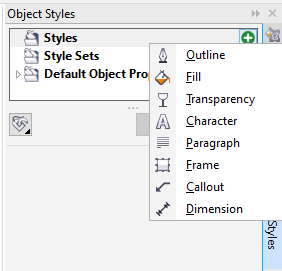 Object Styles
Styles
Style Sets
Default Object Prop
Outline
Fill
Transparency
Character
Paragraph
Frame
Callout
Dimension
Styles